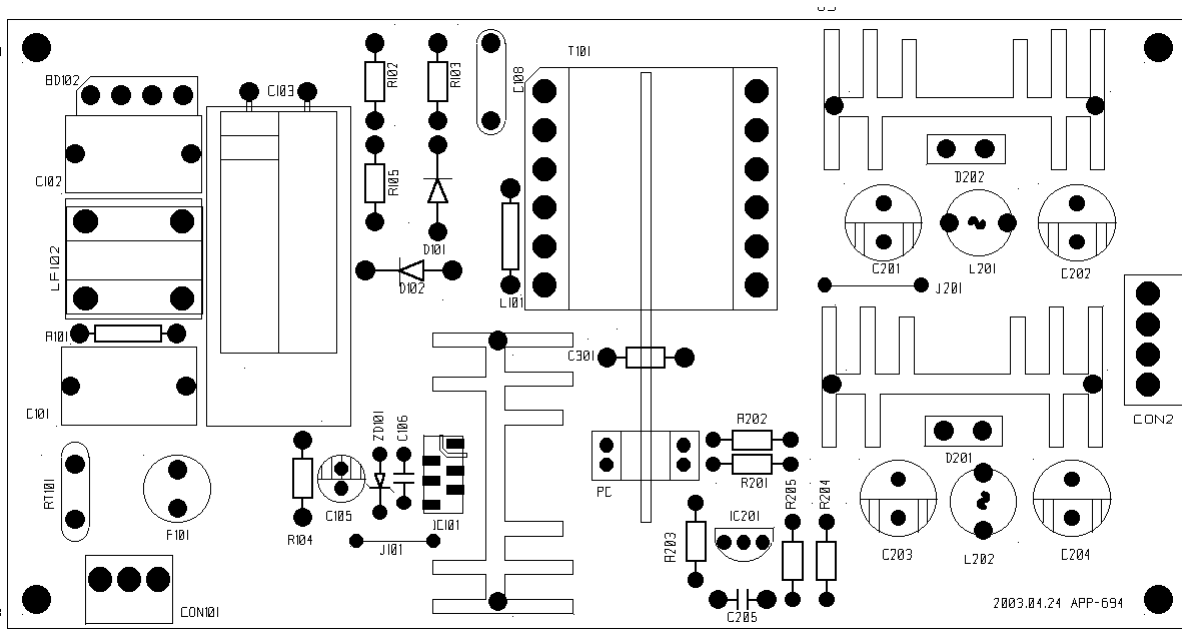 T101
BD102
C103
R102
R103
C108
C102
R105
D202
D101
C201
L201
C202
LF102
D102
L101
J201
R101
C301
C101
ZD101
C106
R202
CON2
D201
RT101
PC
R201
R205
R204
C105
IC101
IC201
F101
R104
J101
R203
C203
L202
C204
2003.04.24 APP-694
CON101
C205